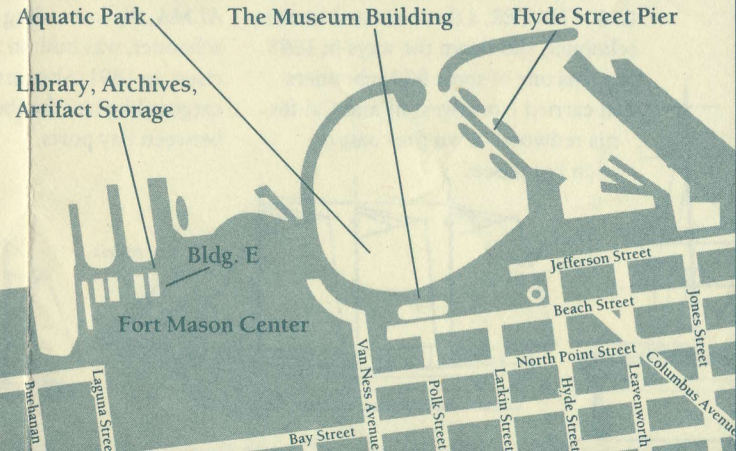 Aquatic Park
The Museum Building
Hyde Street Pier
Library, Archives,
Artifact Storage
Bldg. E
Fort Mason Center
Jefferson Street
Beach Street
North Point Street
Bay Street
Buchanan
Laguna Stree
Van Ness Avenue
Polk Street
Larkin Street
Hyde Street
Leavenworth
Columbus Avenue
Jones Street